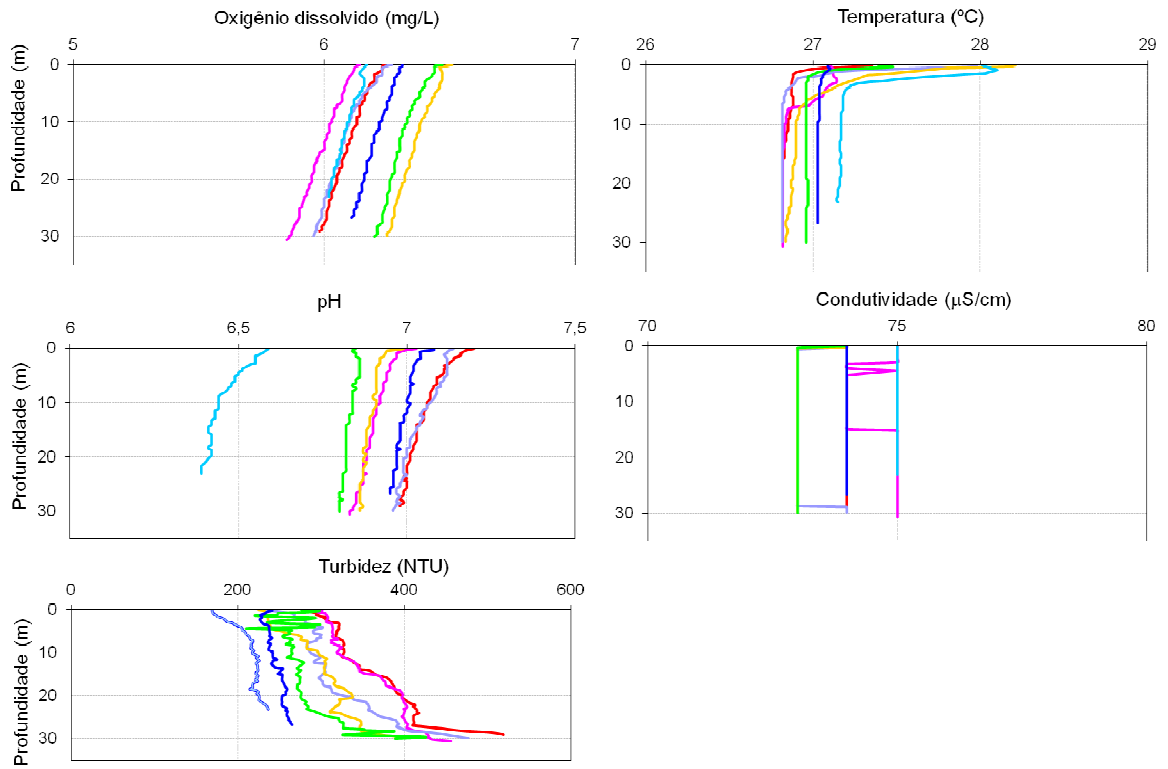 Oxigênio dissolvido (mg/L)
5 6 7
Profundidade (m)
0
10
20
30
Temperatura (ºC)
26 27 28 29
0
10
20
30
pH
6 6,5 7 7,5
Profundidade (m)
0
10
20
30
Condutividade (µS/cm)
70 75 80
0
10
20
30
Turbidez (NTU)
0 200 400 600
Profundidade (m)
0
10
20
30